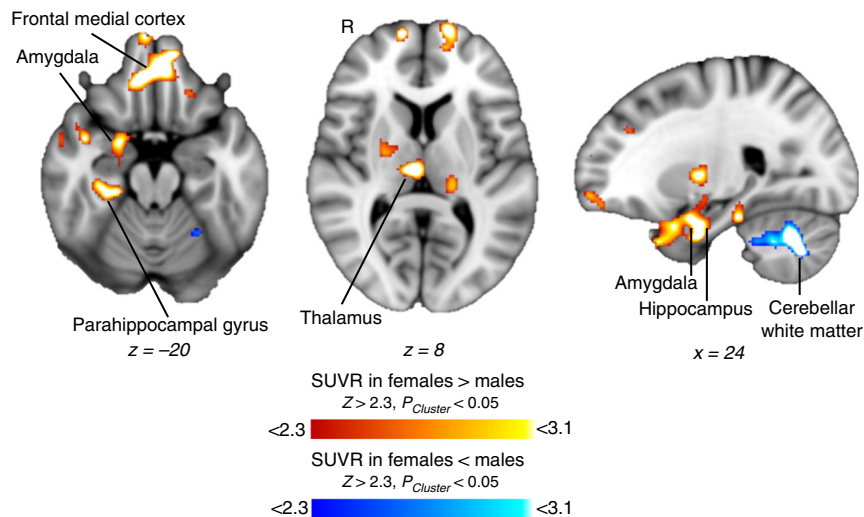 Frontal medial cortex
Amygdala
R
Parahippocampal gyrus
z = –20
Thalamus
z = 8
Amygdala
Hippocampus
Cerebellar
white matter
x = 24
SUVR in females > males
Z > 2.3, P_Cluster < 0.05
<2.3 <3.1
SUVR in females < males
Z > 2.3, P_Cluster < 0.05
<2.3 <3.1